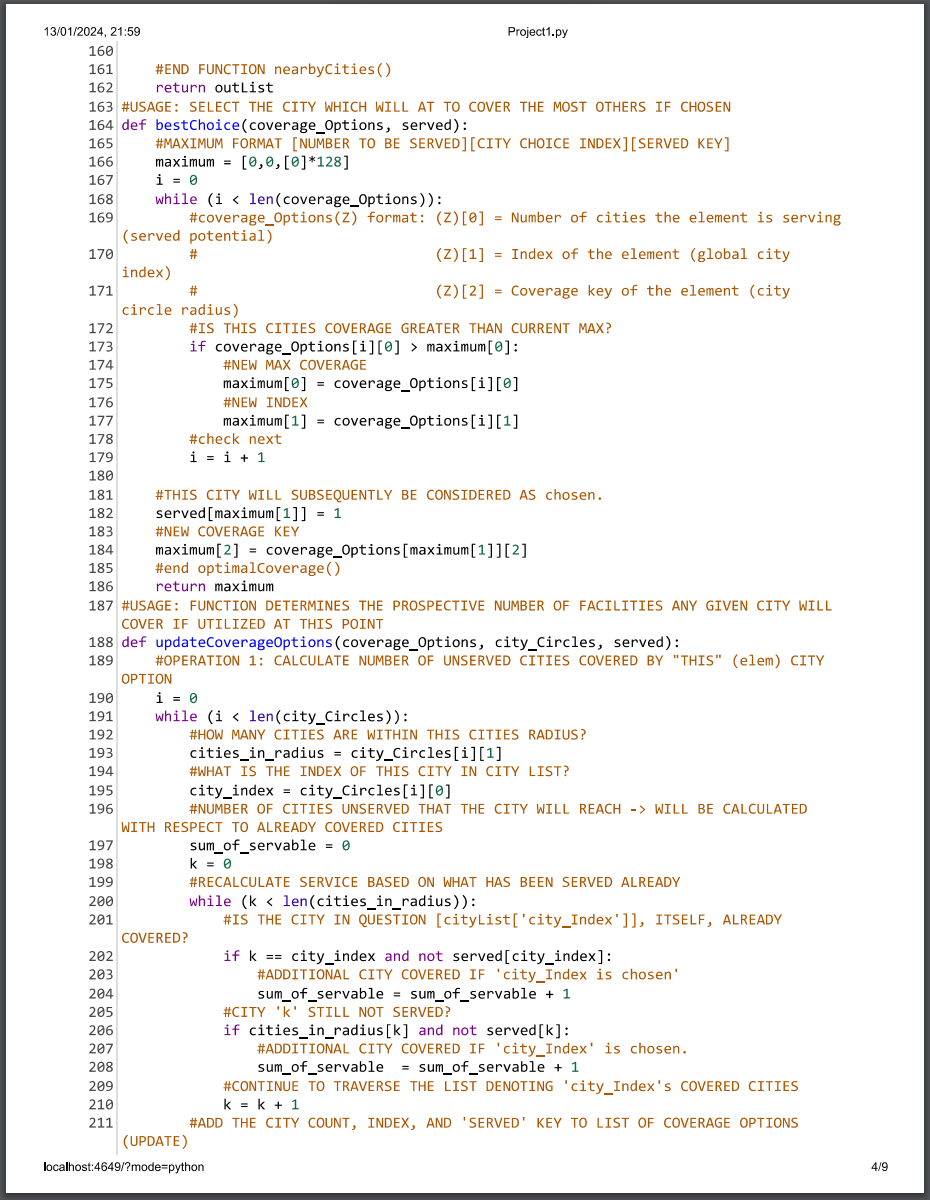 13/01/2024, 21:59 Project1.py
160
161 #END FUNCTION nearbyCities()
162 return outList
163 #USAGE: SELECT THE CITY WHICH WILL AT TO COVER THE MOST OTHERS IF CHOSEN
164 def bestChoice(coverage_Options, served):
165 #MAXIMUM FORMAT [NUMBER TO BE SERVED][CITY CHOICE INDEX][SERVED KEY]
166 maximum = [0,0,[0]*128]
167 i = 0
168 while (i < len(coverage_Options)):
169 #coverage_Options(Z) format: (Z)[0] = Number of cities the element is serving
(served potential)
170 # (Z)[1] = Index of the element (global city
index)
171 # (Z)[2] = Coverage key of the element (city
circle radius)
172 #IS THIS CITIES COVERAGE GREATER THAN CURRENT MAX?
173 if coverage_Options[i][0] > maximum[0]:
174 #NEW MAX COVERAGE
175 maximum[0] = coverage_Options[i][0]
176 #NEW INDEX
177 maximum[1] = coverage_Options[i][1]
178 #check next
179 i = i + 1
180
181 #THIS CITY WILL SUBSEQUENTLY BE CONSIDERED AS chosen.
182 served[maximum[1]] = 1
183 #NEW COVERAGE KEY
184 maximum[2] = coverage_Options[maximum[1]][2]
185 #end optimalCoverage()
186 return maximum
187 #USAGE: FUNCTION DETERMINES THE PROSPECTIVE NUMBER OF FACILITIES ANY GIVEN CITY WILL
COVER IF UTILIZED AT THIS POINT
188 def updateCoverageOptions(coverage_Options, city_Circles, served):
189 #OPERATION 1: CALCULATE NUMBER OF UNSERVED CITIES COVERED BY "THIS" (elem) CITY
OPTION
190 i = 0
191 while (i < len(city_Circles)):
192 #HOW MANY CITIES ARE WITHIN THIS CITIES RADIUS?
193 cities_in_radius = city_Circles[i][1]
194 #WHAT IS THE INDEX OF THIS CITY IN CITY LIST?
195 city_index = city_Circles[i][0]
196 #NUMBER OF CITIES UNSERVED THAT THE CITY WILL REACH -> WILL BE CALCULATED
WITH RESPECT TO ALREADY COVERED CITIES
197 sum_of_servable = 0
198 k = 0
199 #RECALCULATE SERVICE BASED ON WHAT HAS BEEN SERVED ALREADY
200 while (k < len(cities_in_radius)):
201 #IS THE CITY IN QUESTION [cityList['city_Index']], ITSELF, ALREADY
COVERED?
202 if k == city_index and not served[city_index]:
203 #ADDITIONAL CITY COVERED IF 'city_Index is chosen'
204 sum_of_servable = sum_of_servable + 1
205 #CITY 'k' STILL NOT SERVED?
206 if cities_in_radius[k] and not served[k]:
207 #ADDITIONAL CITY COVERED IF 'city_Index' is chosen.
208 sum_of_servable  = sum_of_servable + 1
209 #CONTINUE TO TRAVERSE THE LIST DENOTING 'city_Index's COVERED CITIES
210 k = k + 1
211 #ADD THE CITY COUNT, INDEX, AND 'SERVED' KEY TO LIST OF COVERAGE OPTIONS
(UPDATE)
localhost:4649/?mode=python 4/9